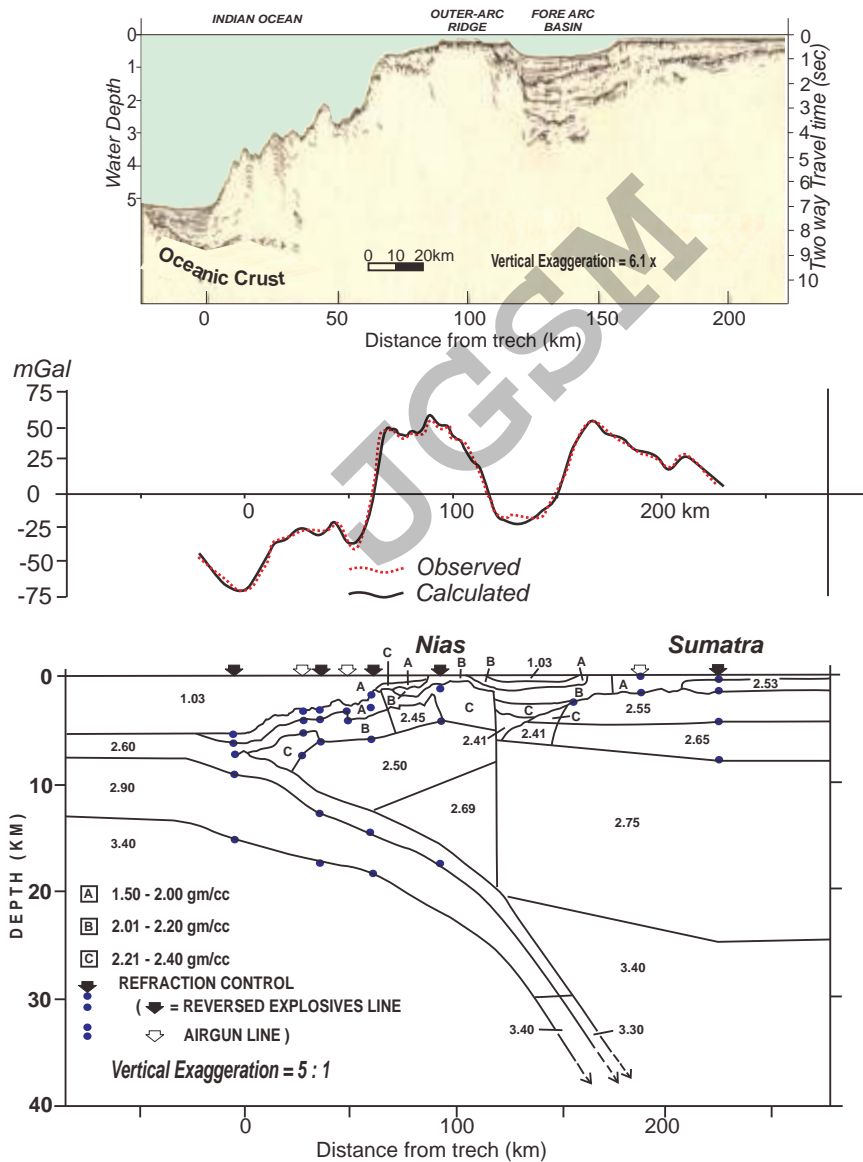 INDIAN OCEAN
OUTER-ARC
RIDGE
FORE ARC
BASIN
0
1
2
3
4
5
Water Depth
0
1
2
3
4
5
6
7
8
9
10
Two way Travel time (sec)
Oceanic Crust
0 10 20km
Vertical Exaggeration = 6.1 x
0 50 100 150 200
Distance from trech (km)
JGSM
mGal
75
50
25
0
-25
-50
-75
0 100 200 km
Observed
Calculated
Nias
Sumatra
0
10
20
30
40
DEPTH (KM)
C
A
B
B
1.03
A
1.03
A
A
B
2.45
C
B
A
2.53
2.55
C
C
2.60
C
B
2.41
2.41
2.65
2.50
2.90
2.69
2.75
3.40
A 1.50 - 2.00 gm/cc
B 2.01 - 2.20 gm/cc
C 2.21 - 2.40 gm/cc
REFRACTION CONTROL
( = REVERSED EXPLOSIVES LINE
AIRGUN LINE )
Vertical Exaggeration = 5 : 1
3.40
3.40
3.30
0 50 100 150 200
Distance from trech (km)